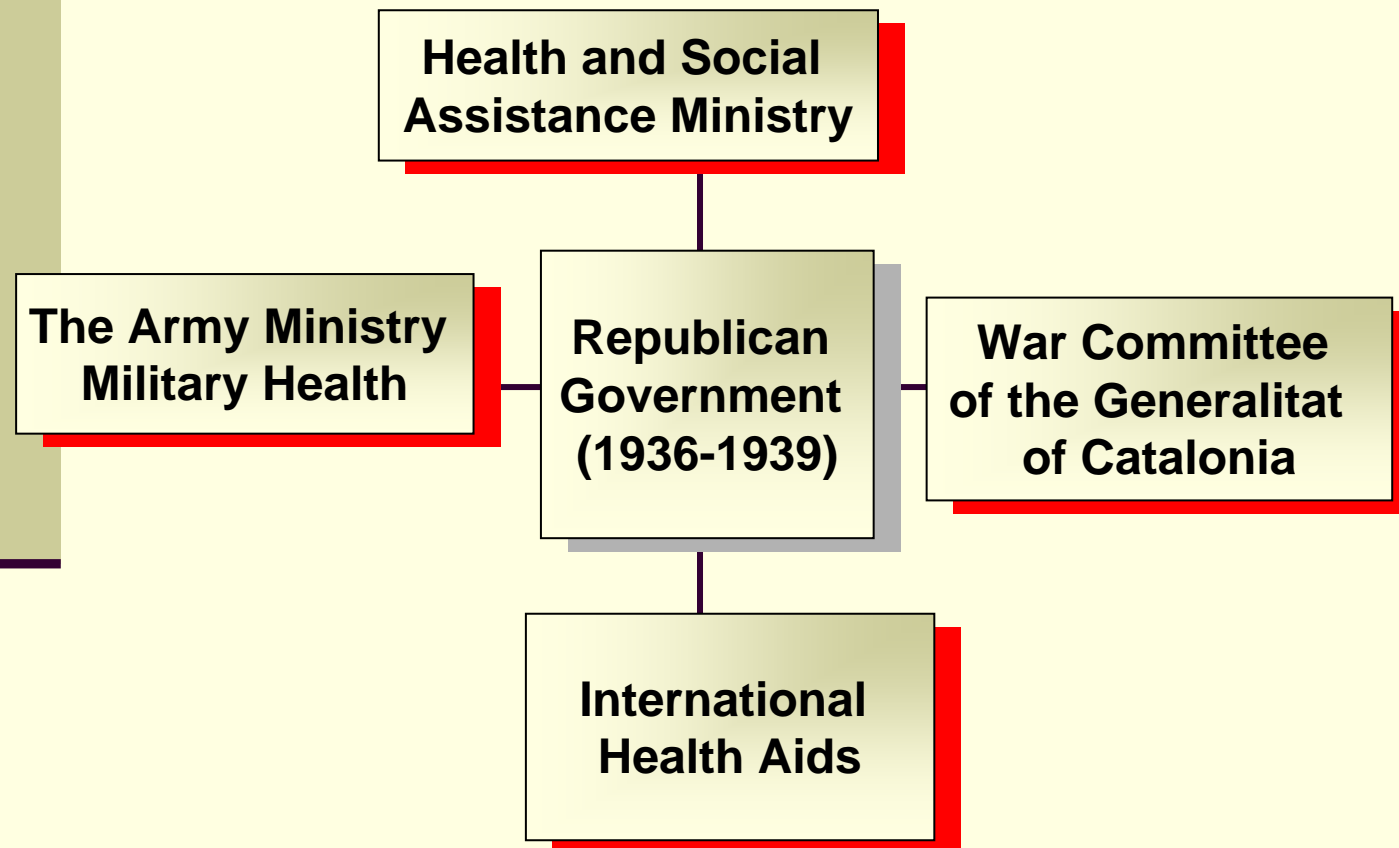 Health and Social
Assistance Ministry
The Army Ministry
Military Health
Republican
Government
(1936-1939)
War Committee
of the Generalitat
of Catalonia
International
Health Aids